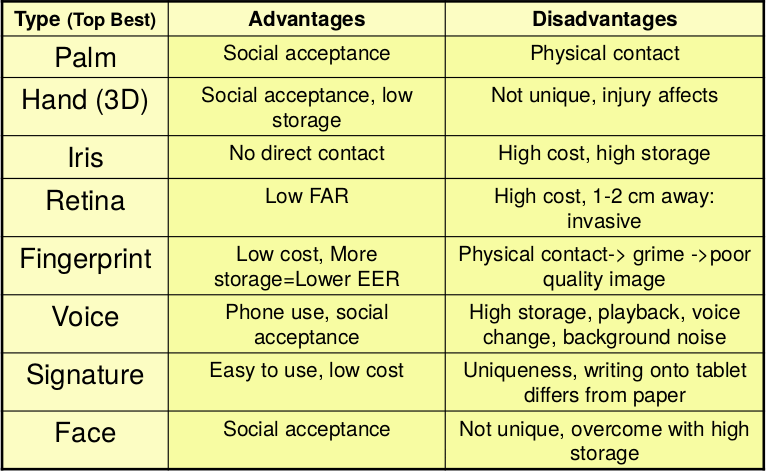 Type (Top Best) Advantages Disadvantages
Palm Social acceptance Physical contact
Hand (3D) Social acceptance, low storage Not unique, injury affects
Iris No direct contact High cost, high storage
Retina Low FAR High cost, 1-2 cm away: invasive
Fingerprint Low cost, More storage=Lower EER Physical contact-> grime ->poor quality image
Voice Phone use, social acceptance High storage, playback, voice change, background noise
Signature Easy to use, low cost Uniqueness, writing onto tablet differs from paper
Face Social acceptance Not unique, overcome with high storage